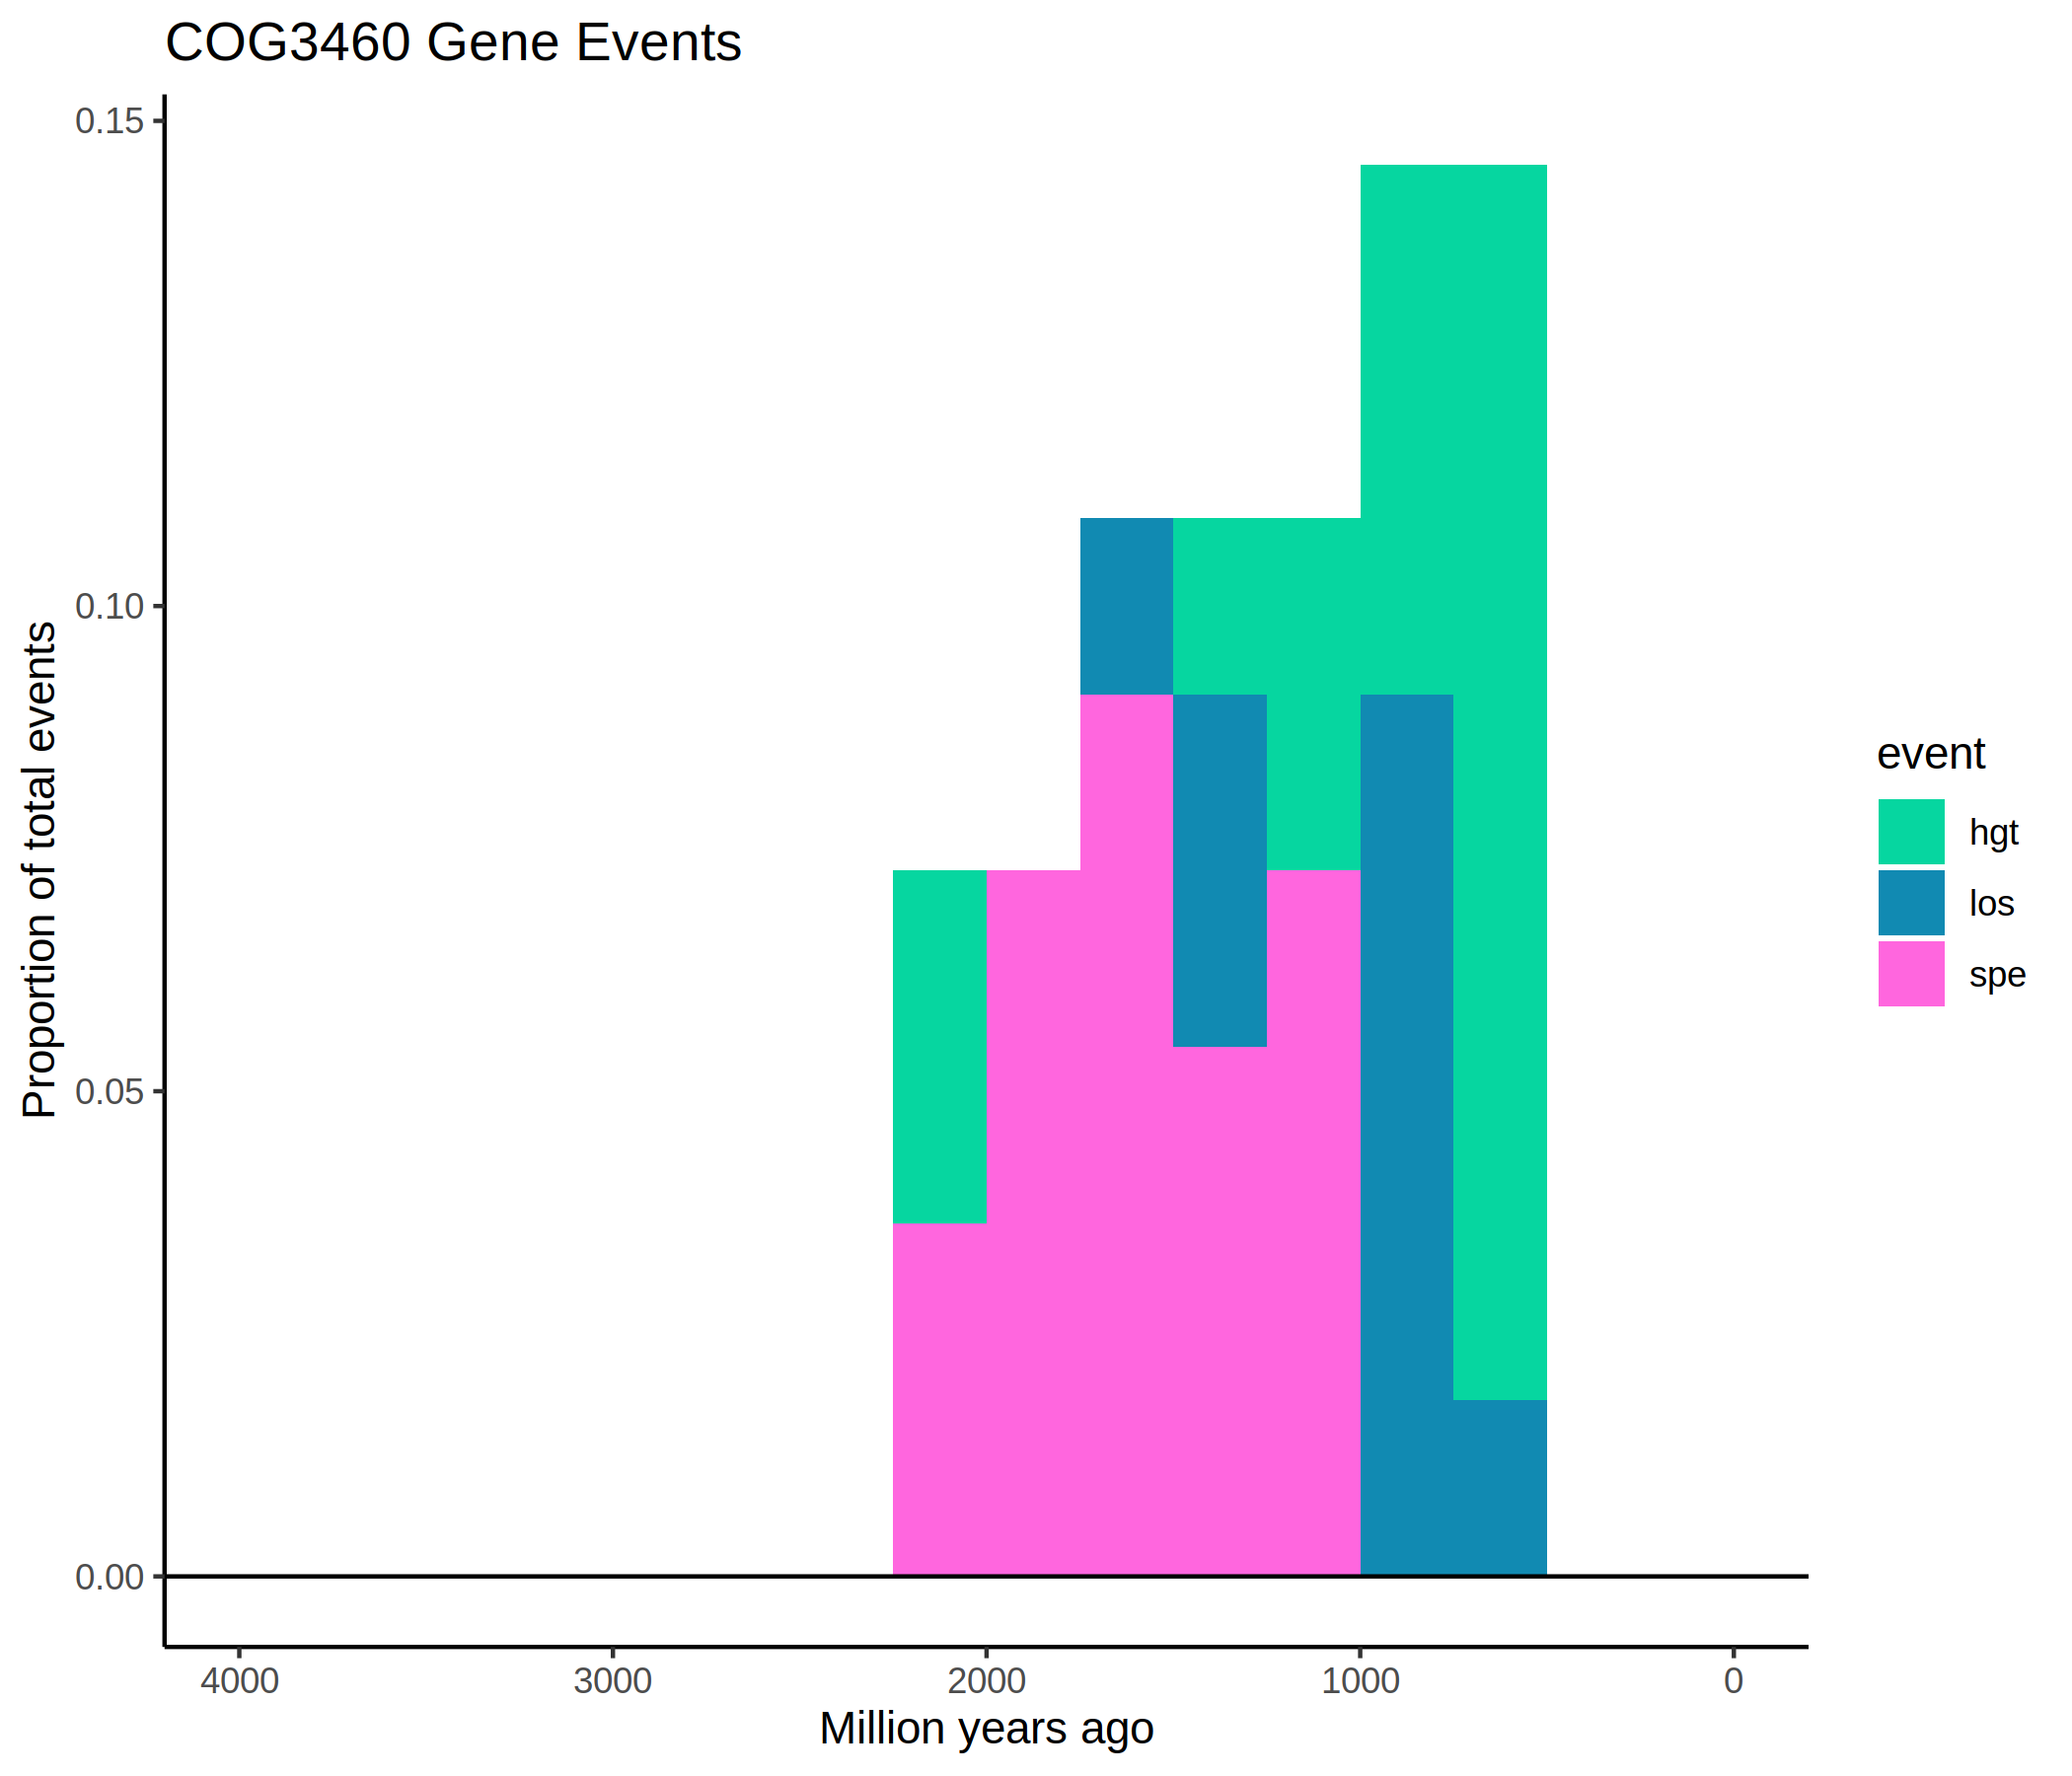 COG3460 Gene Events
0.15
0.10
0.05
0.00
Proportion of total events
4000 3000 2000 1000 0
Million years ago
event
hgt
los
spe